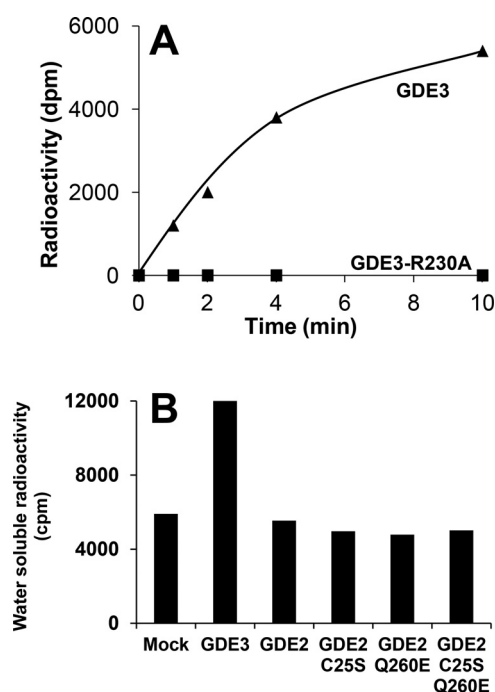 A
6000
4000
2000
0
Radioactivity (dpm)
GDE3
GDE3-R230A
0 2 4 6 8 10
Time (min)
B
12000
8000
4000
0
Water soluble radioactivity
(cpm)
Mock GDE3 GDE2 GDE2 GDE2 GDE2
C25S Q260E C25S
Q260E